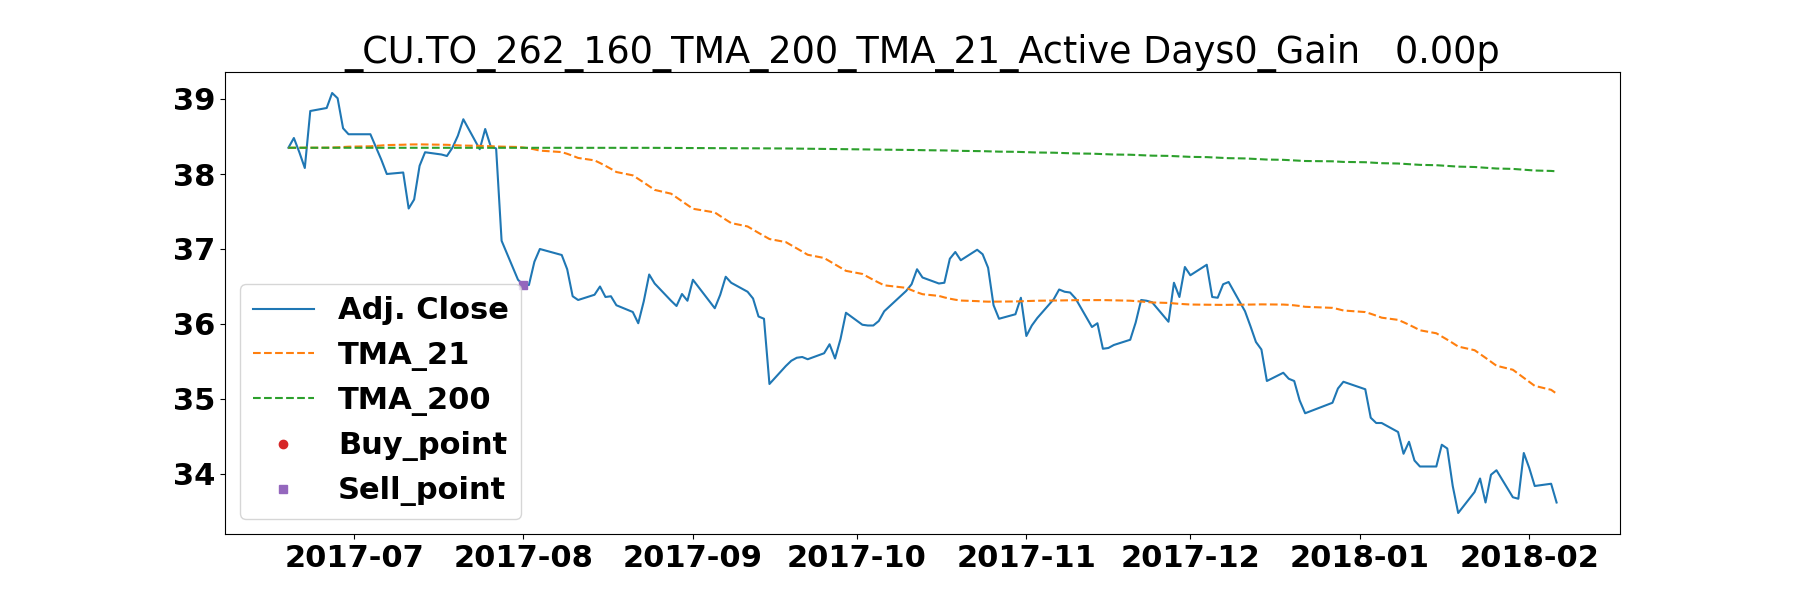 _CU.TO_262_160_TMA_200_TMA_21_Active Days0_Gain   0.00p
39
38
37
36
35
34
Adj. Close
TMA_21
TMA_200
Buy_point
Sell_point
2017-07 2017-08 2017-09 2017-10 2017-11 2017-12 2018-01 2018-02